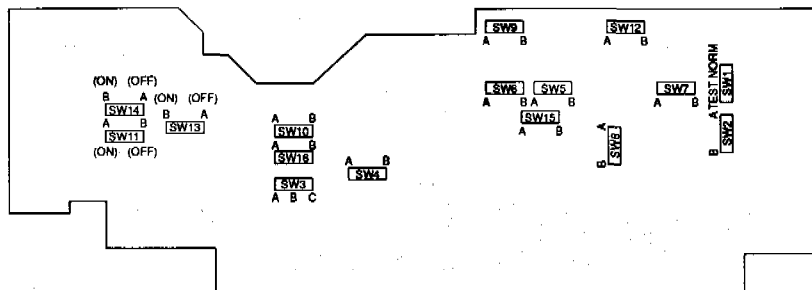 SW9 SW12
A B A B
(ON) (OFF)
B A
SW14
A B
SW11
(ON) (OFF)
(ON) (OFF)
B A
SW13
A B
SW10
A B
SW16
SW3
A B C
A B
SW4
SW6 SW5
A B A B
SW15
A B
A
SW8
B
SW7
A B
TEST NORM
SW1
A
SW2
B